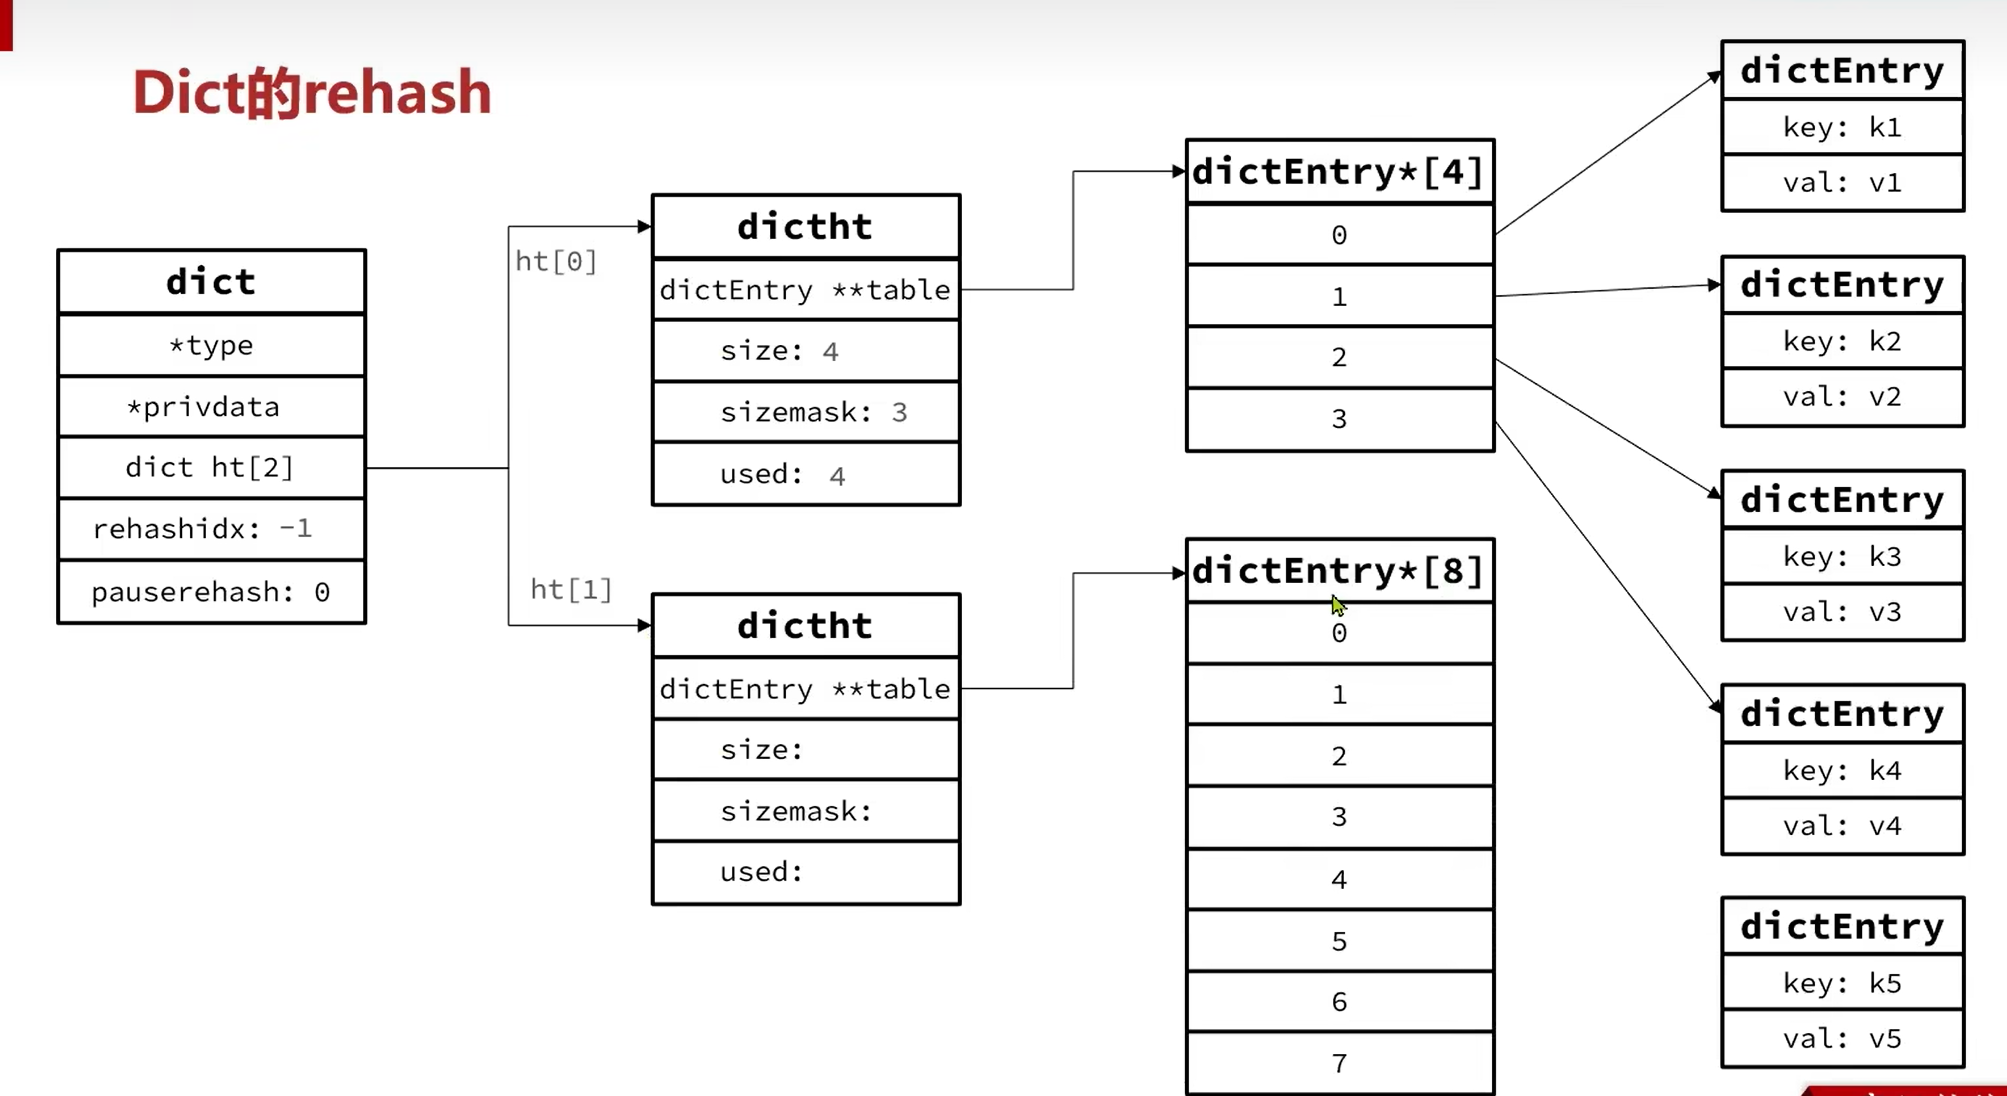 Dict的rehash
dict
*type
*privdata
dict ht[2]
rehashidx: -1
pauserehash: 0
ht[0]
dictht
dictEntry **table
size: 4
sizemask: 3
used: 4
ht[1]
dictht
dictEntry **table
size:
sizemask:
used:
dictEntry*[4]
0
1
2
3
dictEntry*[8]
0
1
2
3
4
5
6
7
dictEntry
key: k1
val: v1
dictEntry
key: k2
val: v2
dictEntry
key: k3
val: v3
dictEntry
key: k4
val: v4
dictEntry
key: k5
val: v5